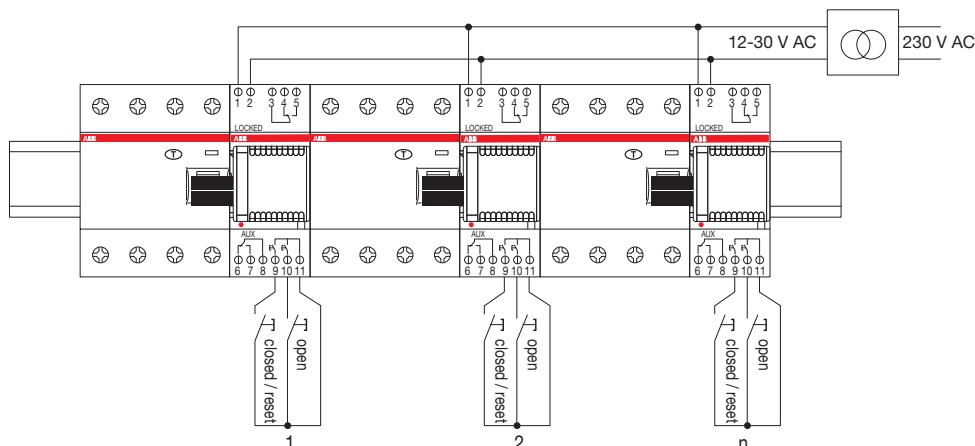 12-30 V AC 230 V AC
1 2 3 4 5 1 2 3 4 5 1 2 3 4 5
LOCKED LOCKED LOCKED
ABB ABB ABB ABB ABB ABB
T T T
AUX AUX AUX
6 7 8 9 10 11 6 7 8 9 10 11 6 7 8 9 10 11
closed / reset open closed / reset open closed / reset open
1 2 n